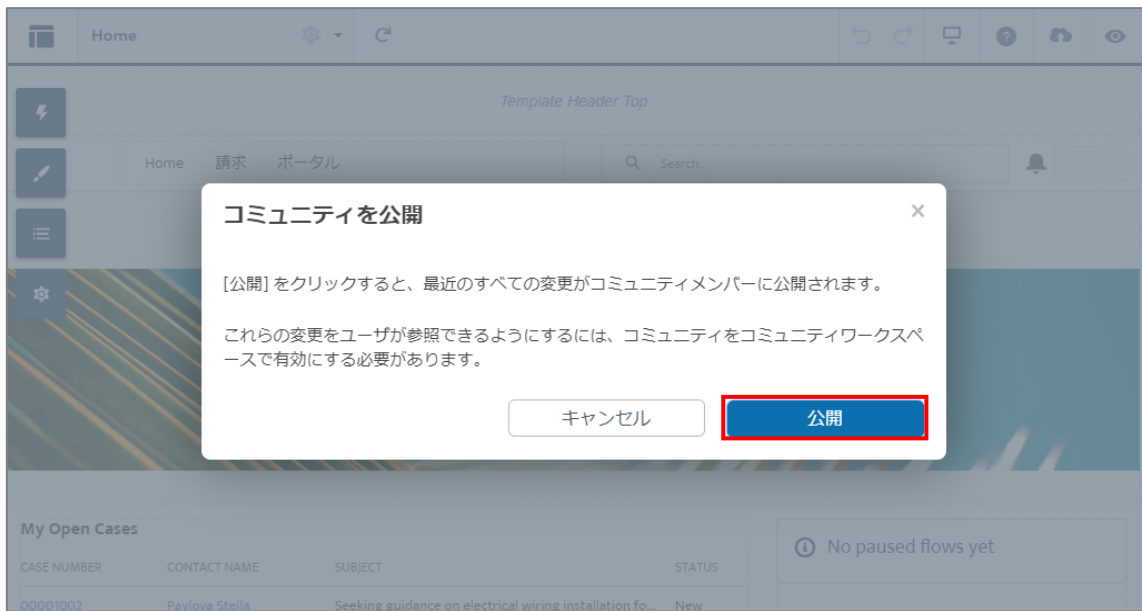 Home
Template Header Top
Home 請求 ポータル Search...
コミュニティを公開
[公開] をクリックすると、最近のすべての変更がコミュニティメンバーに公開されます。
これらの変更をユーザが参照できるようにするには、コミュニティをコミュニティワークスペ
ースで有効にする必要があります。
キャンセル 公開
My Open Cases
No paused flows yet
CASE NUMBER CONTACT NAME SUBJECT STATUS
00001002 Pavlova Stella Seeking guidance on electrical wiring installation fo... New